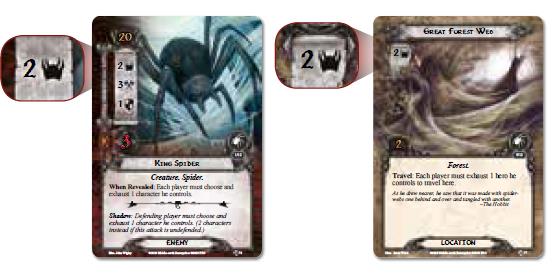 2
20
2
3
1
3
KING SPIDER
Creature. Spider.
When Revealed: Each player must choose and
exhaust 1 character he controls.
Shadow: Defending player must choose and
exhaust 1 character he controls. (2 characters
instead if this attack is undefended.)
ENEMY
2
GREAT FOREST WEB
2
2
Forest.
Travel: Each player must exhaust 1 hero he
controls to travel here.
As he drew nearer, he saw that it was made with spider-
webs one behind and over and tangled with another.
–The Hobbit
LOCATION